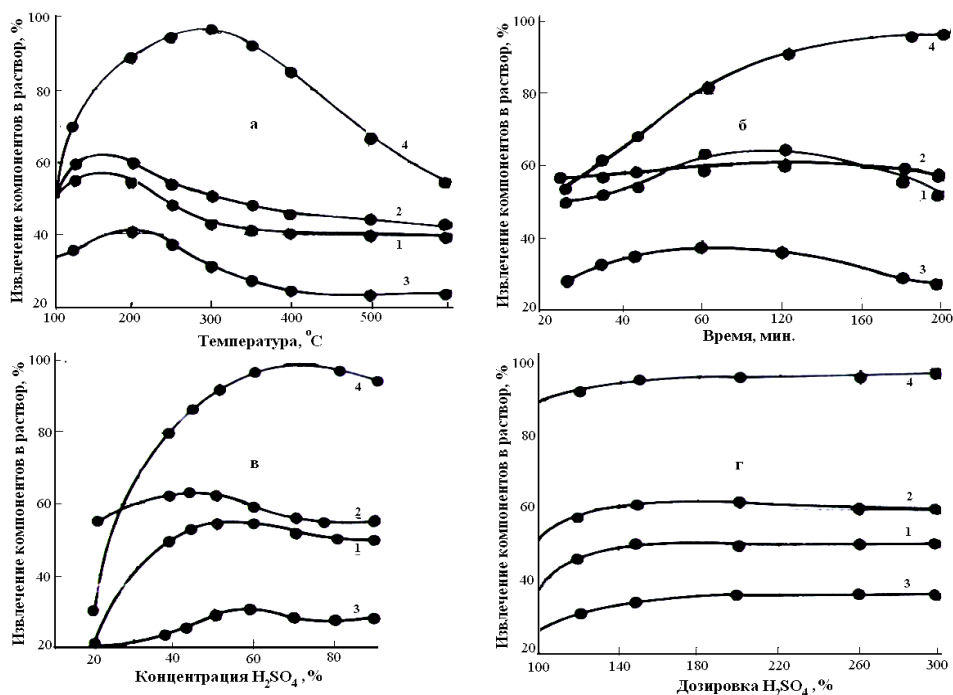 Извлечение компонентов в раствор, %
100
80
60
40
20
а
4
2
1
3
100 200 300 400 500
Температура, °С
Извлечение компонентов в раствор, %
100
80
60
40
20
б
4
2
1
3
20 40 60 120 160 200
Время, мин.
Извлечение компонентов в раствор, %
100
80
60
40
20
в
4
2
1
3
20 40 60 80
Концентрация H₂SO₄ , %
Извлечение компонентов в раствор, %
100
80
60
40
20
г
4
2
1
3
100 140 180 220 260 300
Дозировка H₂SO₄ , %